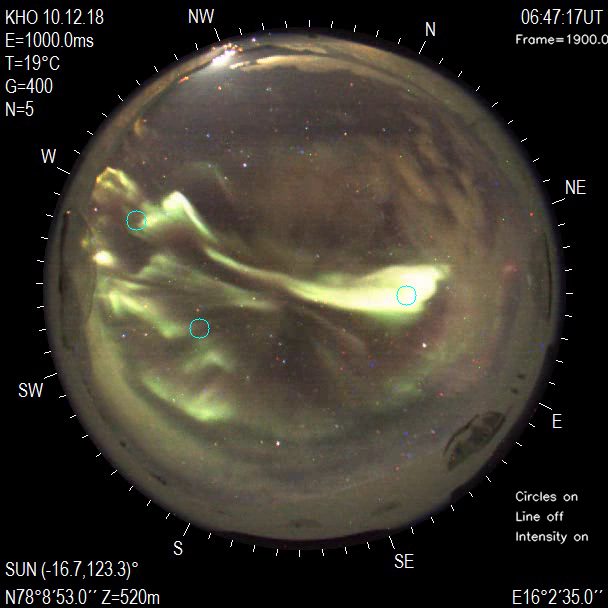 KHO 10.12.18
E=1000.0ms
T=19°C
G=400
N=5
06:47:17UT
Frame=1900.0
NW
N
W
NE
SW
E
S
SE
Circles on
Line off
Intensity on
SUN (-16.7,123.3)°
N78°8´53.0´´ Z=520m
E16°2´35.0´´